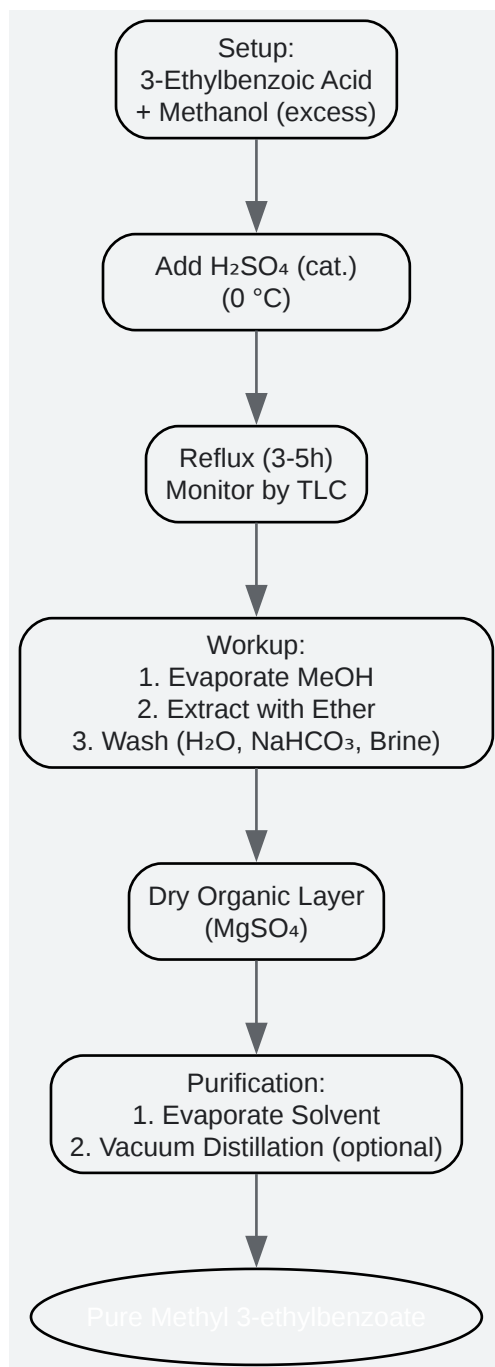 Setup:
3-Ethylbenzoic Acid
+ Methanol (excess)
Add H₂SO₄ (cat.)
(0 °C)
Reflux (3-5h)
Monitor by TLC
Workup:
1. Evaporate MeOH
2. Extract with Ether
3. Wash (H₂O, NaHCO₃, Brine)
Dry Organic Layer
(MgSO₄)
Purification:
1. Evaporate Solvent
2. Vacuum Distillation (optional)
Pure Methyl 3-ethylbenzoate